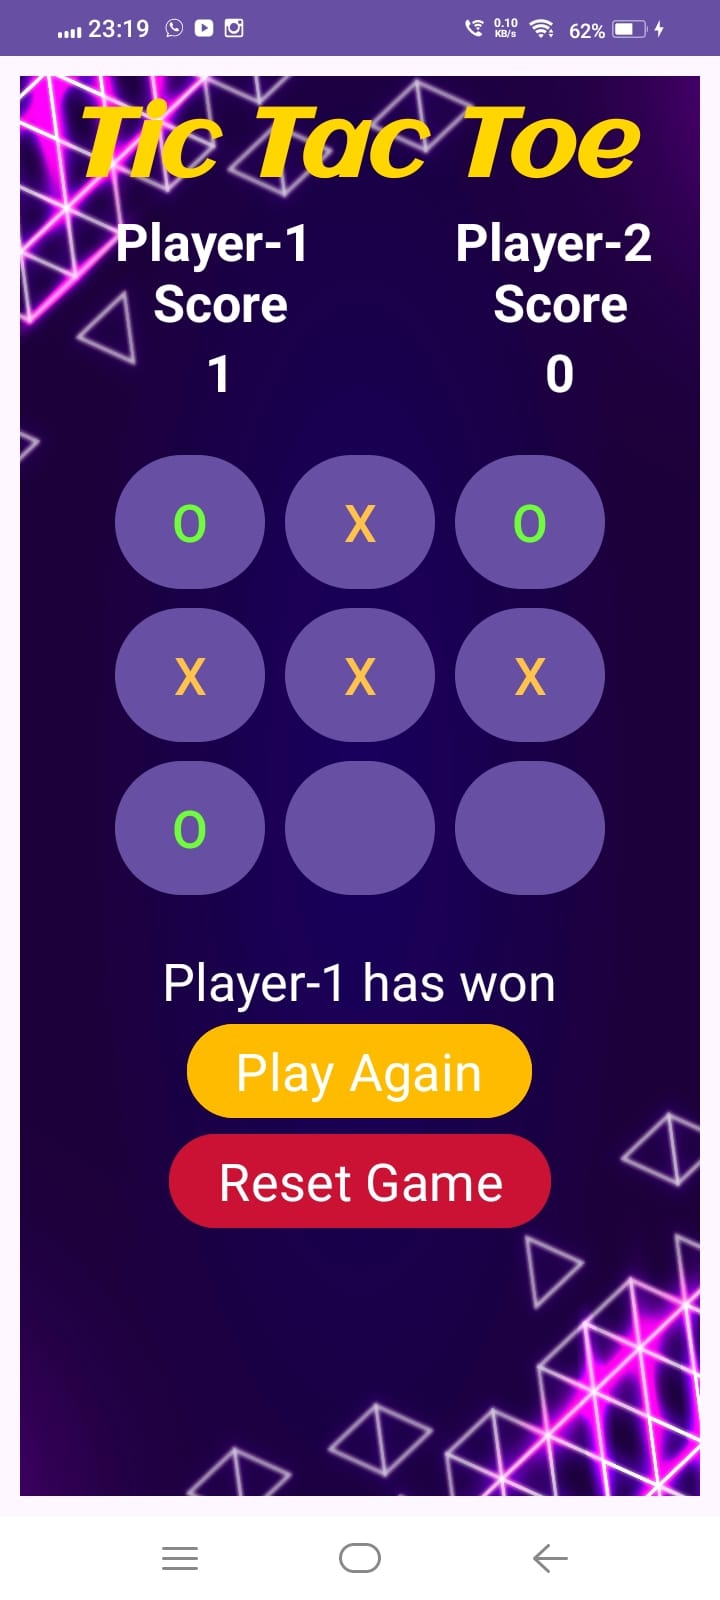 23:19 0.10 KB/s 62%
Tic Tac Toe
Player-1 Player-2
Score Score
1 0
O X O
X X X
O
Player-1 has won
Play Again
Reset Game